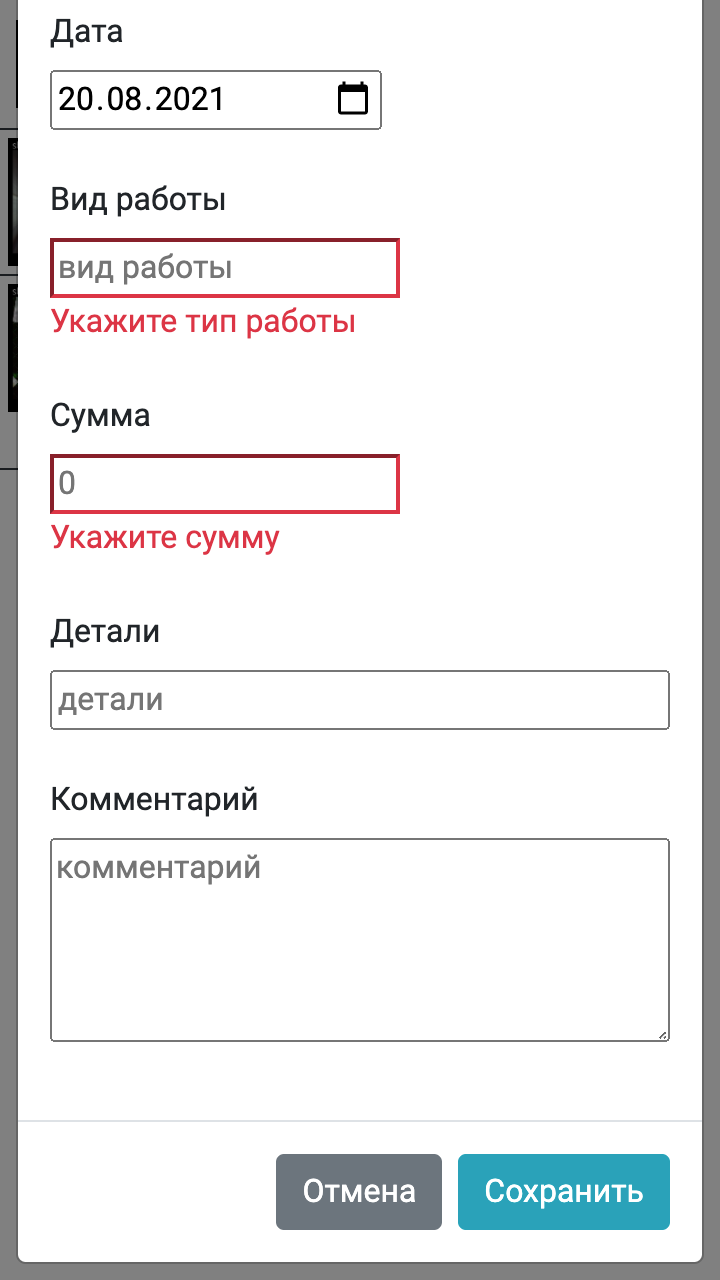 Дата
20.08.2021
Вид работы
вид работы
Укажите тип работы
Сумма
0
Укажите сумму
Детали
детали
Комментарий
комментарий
Отмена
Сохранить